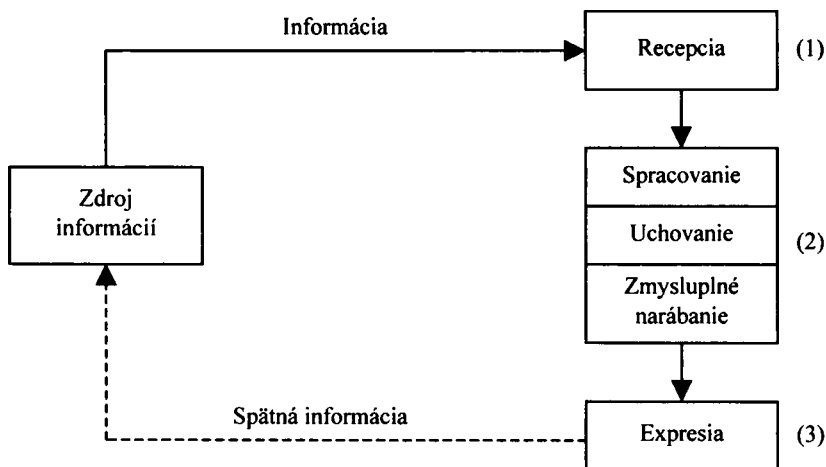 Informácia
Recepcia (1)
Zdroj
informácií
Spracovanie
Uchovanie (2)
Zmysluplné
narábanie
Spätná informácia
Expresia (3)